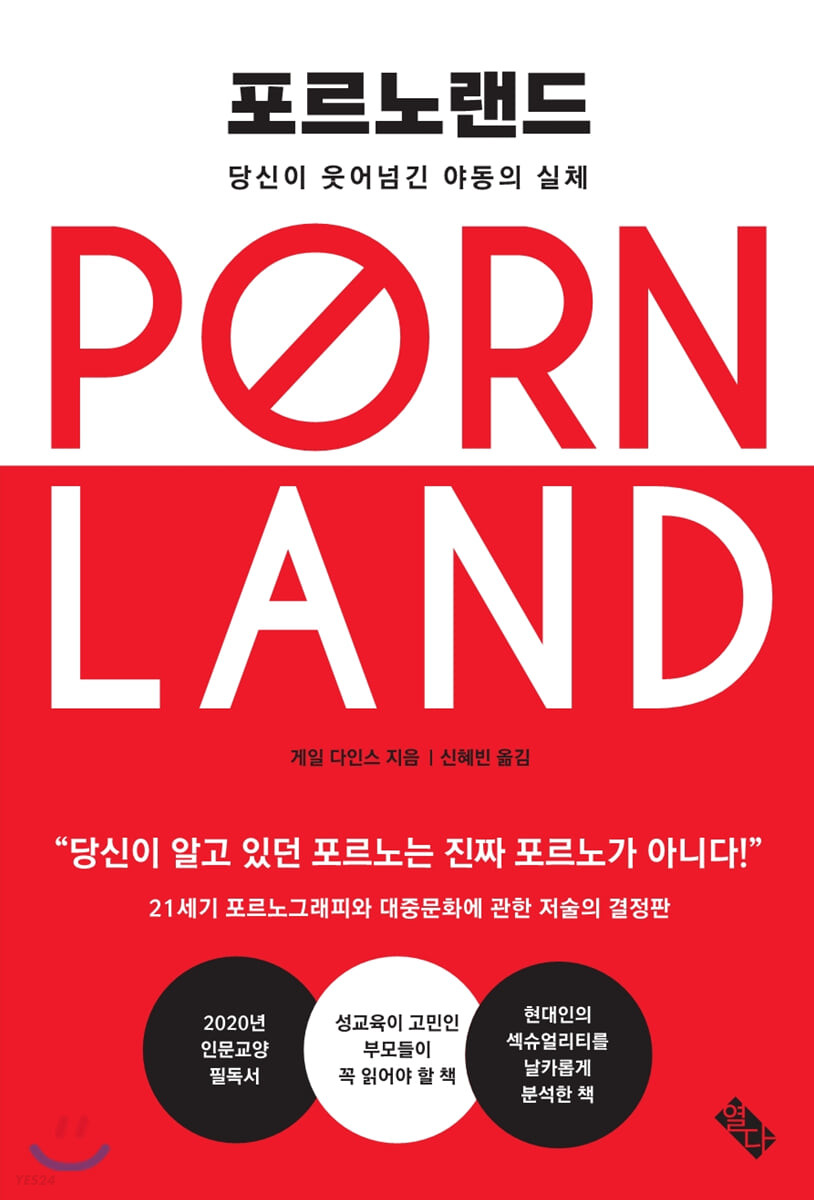 포르노랜드
당신이 웃어넘긴 야동의 실체
PORN
LAND
게일 다인스 지음 | 신혜빈 옮김
“당신이 알고 있던 포르노는 진짜 포르노가 아니다!”
21세기 포르노그래피와 대중문화에 관한 저술의 결정판
2020년
인문교양
필독서
성교육이 고민인
부모들이
꼭 읽어야 할 책
현대인의
섹슈얼리티를
날카롭게
분석한 책
열다
YES24